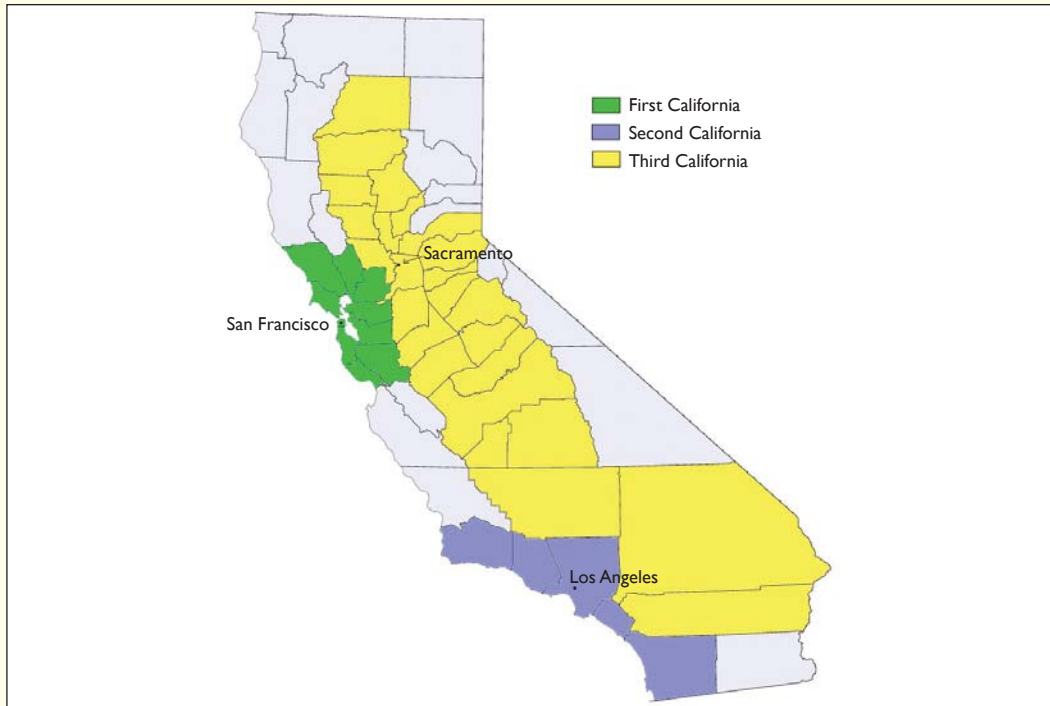 First California
Second California
Third California
Sacramento
San Francisco
Los Angeles